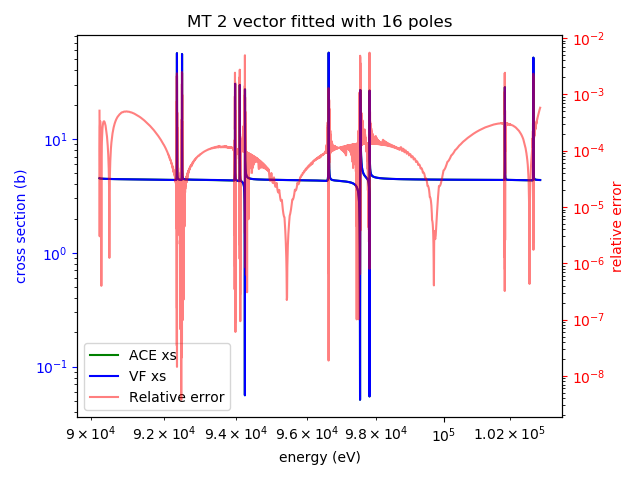 MT 2 vector fitted with 16 poles
cross section (b)
10¹
10⁰
10⁻¹
10⁻²
10⁻³
10⁻⁴
10⁻⁵
10⁻⁶
10⁻⁷
10⁻⁸
relative error
ACE xs
VF xs
Relative error
9 × 10⁴ 9.2 × 10⁴ 9.4 × 10⁴ 9.6 × 10⁴ 9.8 × 10⁴ 10⁵ 1.02 × 10⁵
energy (eV)